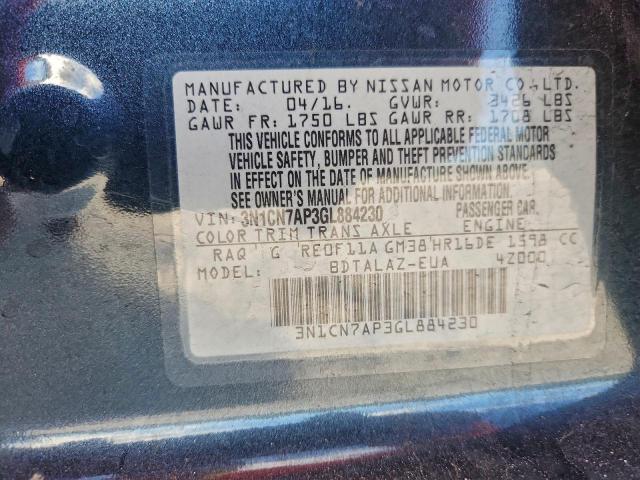 MANUFACTURED BY NISSAN MOTOR CO.,LTD.
DATE: 04/16. GVWR: 3426 LBS
GAWR FR: 1750 LBS GAWR RR: 1708 LBS
THIS VEHICLE CONFORMS TO ALL APPLICABLE FEDERAL MOTOR
VEHICLE SAFETY, BUMPER AND THEFT PREVENTION STANDARDS
IN EFFECT ON THE DATE OF MANUFACTURE SHOWN ABOVE.
SEE OWNER'S MANUAL FOR ADDITIONAL INFORMATION.
VIN: 3N1CN7AP3GL884230 PASSENGER CAR.
COLOR TRIM TRANS AXLE ENGINE
RAQ G RE0F11A GM38 HR16DE 1598 CC
MODEL: BDTALAZ-EUA 4Z000
3N1CN7AP3GL884230